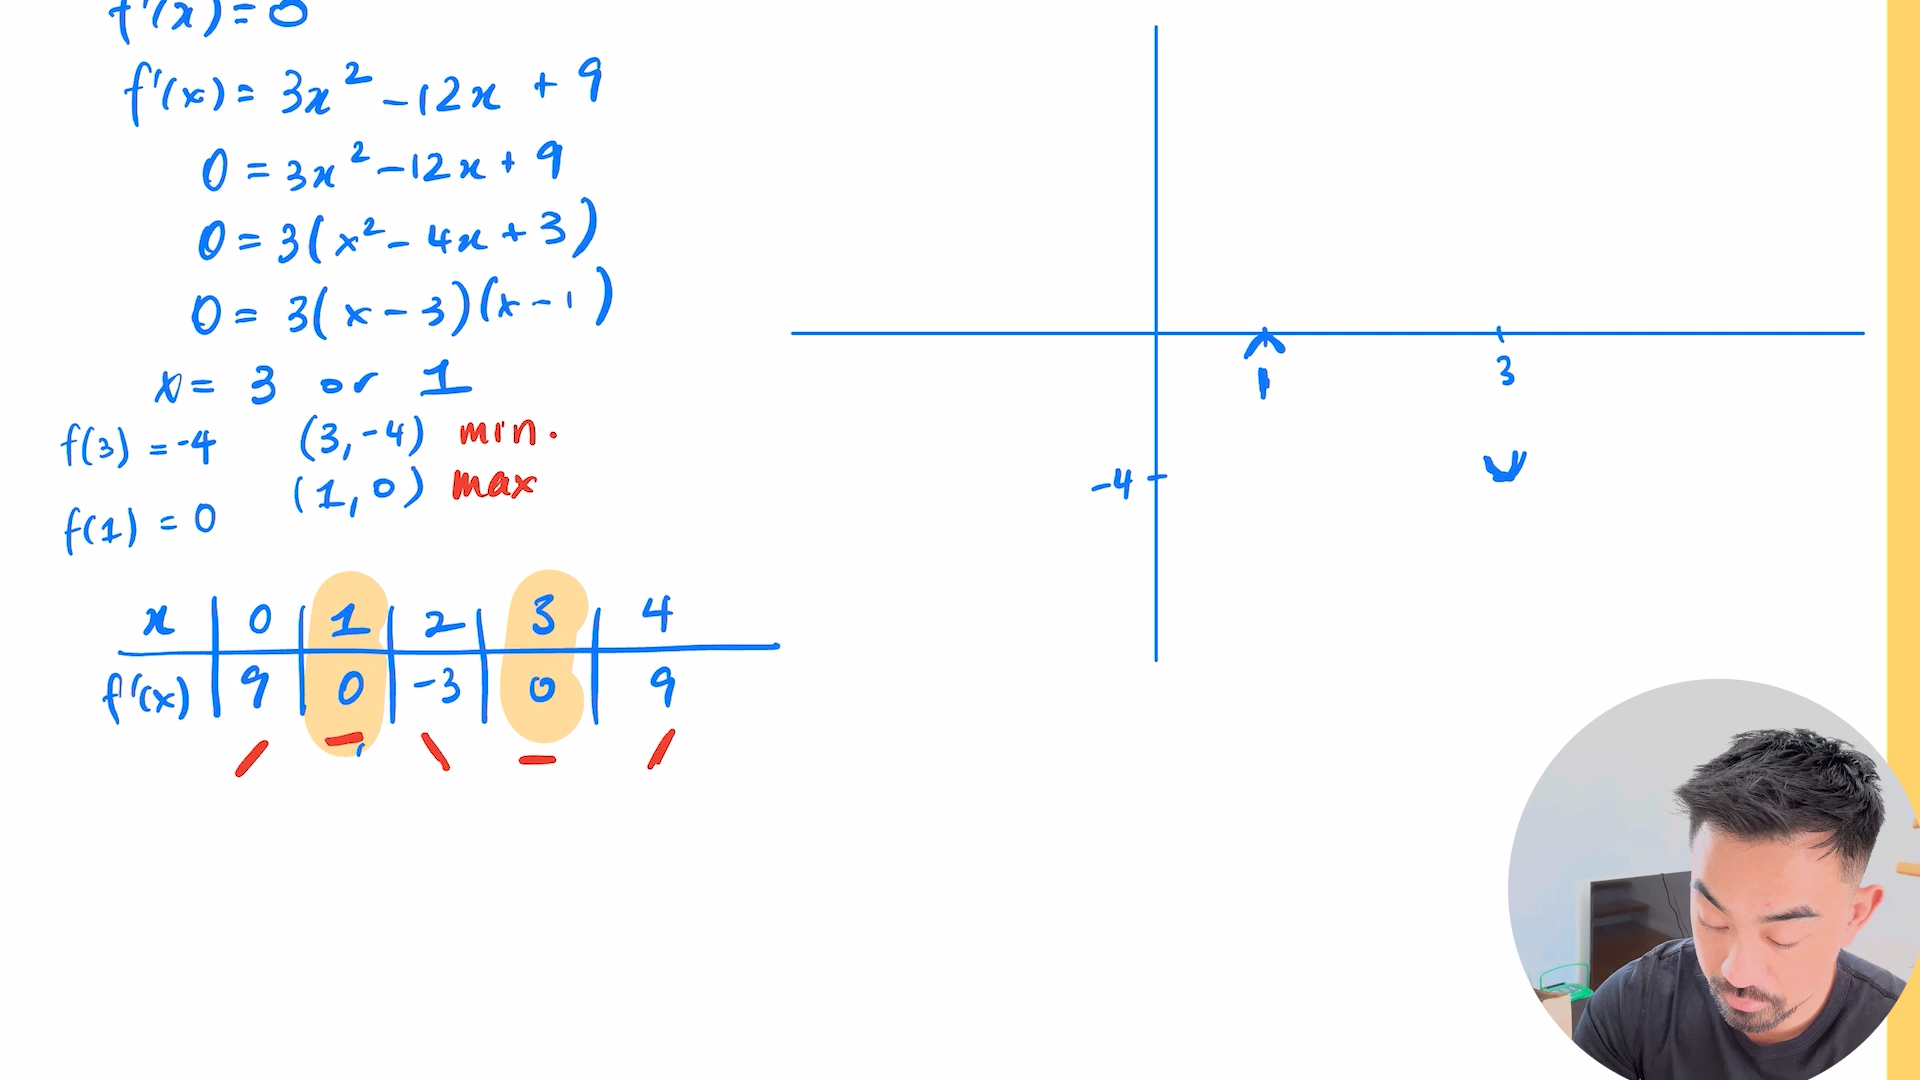 f'(x) = 0
f'(x) = 3x² - 12x + 9
0 = 3x² - 12x + 9
0 = 3(x² - 4x + 3)
0 = 3(x - 3)(x - 1)
x = 3 or 1
f(3) = -4 (3, -4) min.
(1, 0) max
f(1) = 0
x 0 1 2 3 4
f'(x) 9 0 -3 0 9
1 3
-4